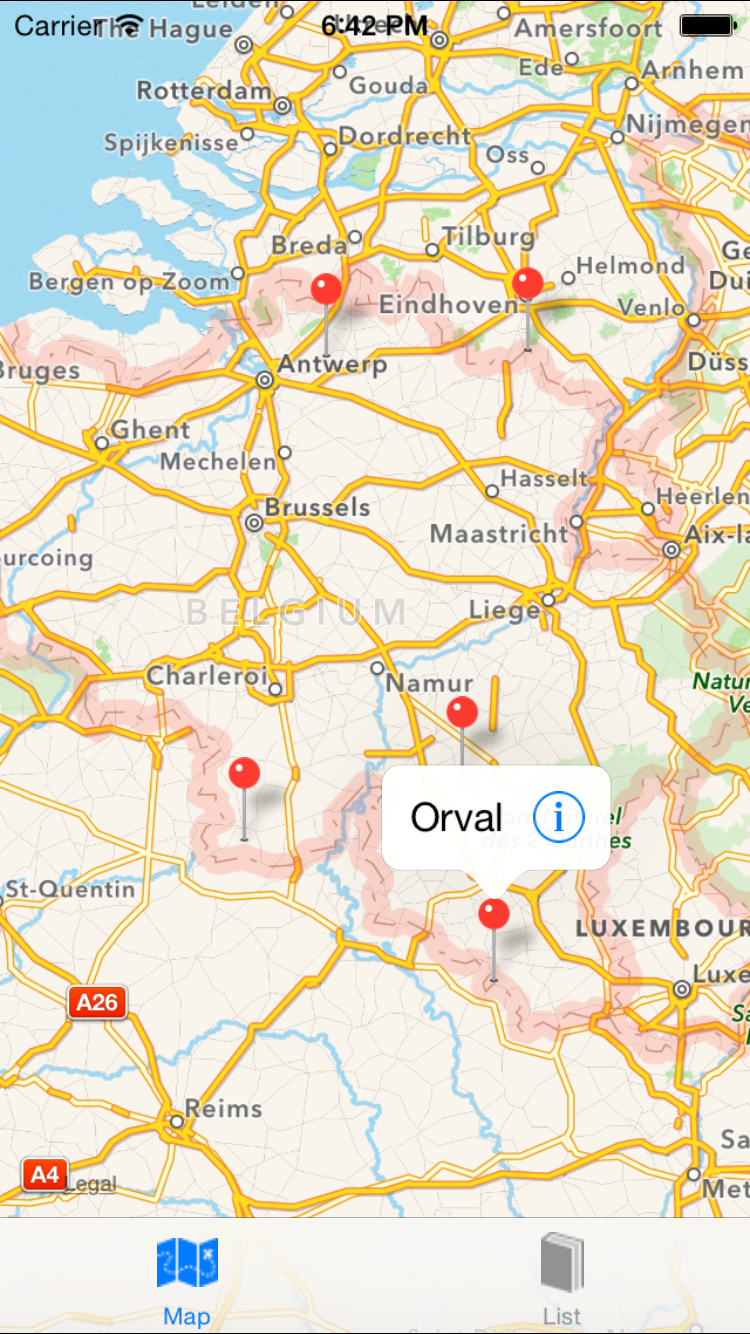 Leiden
Carrier
The Hague
6:42 PM
Amersfoort
Ede
Arnhem
Rotterdam
Gouda
Nijmegen
Spijkenisse
Dordrecht
Oss
Breda
Tilburg
Ge
Bergen op Zoom
Helmond
Dui
Eindhoven
Venlo
Bruges
Antwerp
Düss
Ghent
Mechelen
Hasselt
Heerlen
Brussels
Maastricht
Aix-la
ourcoing
BELGIUM
Liege
Charleroi
Namur
Natur
Ve
Orval
i
des 2
rthes
St-Quentin
LUXEMBOUR
Luxe
A26
Sa
Reims
Sa
A4
Legal
Met
Map
List